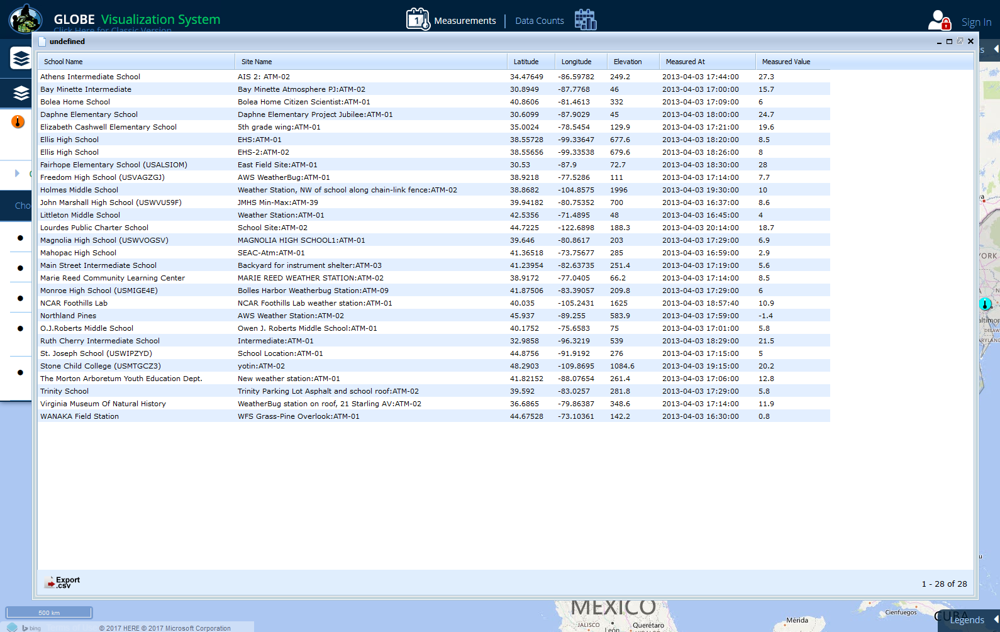 GLOBE Visualization System
Click Here for Classic Version
1 Measurements
Data Counts
Sign In
undefined
School Name Site Name Latitude Longitude Elevation Measured At Measured Value
Athens Intermediate School AIS 2: ATM-02 34.47649 -86.59782 249.2 2013-04-03 17:44:00 27.3
Bay Minette Intermediate Bay Minette Atmosphere PJ:ATM-02 30.8949 -87.7768 46 2013-04-03 17:00:00 15.7
Bolea Home School Bolea Home Citizen Scientist:ATM-01 40.8606 -81.4613 332 2013-04-03 17:09:00 6
Daphne Elementary School Daphne Elementary Project Jubilee:ATM-01 30.6099 -87.9029 45 2013-04-03 18:00:00 24.7
Elizabeth Cashwell Elementary School 5th grade wing:ATM-01 35.0024 -78.5454 129.9 2013-04-03 17:21:00 19.6
Ellis High School EHS:ATM-01 38.55728 -99.33647 677.6 2013-04-03 18:20:00 8.5
Ellis High School EHS-2:ATM-02 38.55656 -99.33538 679.6 2013-04-03 18:26:00 8
Fairhope Elementary School (USALSIOM) East Field Site:ATM-01 30.53 -87.9 72.7 2013-04-03 18:30:00 28
Freedom High School (USVAGZGJ) AWS WeatherBug:ATM-01 38.9218 -77.5286 111 2013-04-03 17:14:00 7.7
Holmes Middle School Weather Station, NW of school along chain-link fence:ATM-02 38.8682 -104.8575 1996 2013-04-03 19:30:00 10
John Marshall High School (USWVU59F) JMHS Min-Max:ATM-39 39.94182 -80.75352 700 2013-04-03 16:37:00 8.6
Littleton Middle School Weather Station:ATM-01 42.5356 -71.4895 48 2013-04-03 16:45:00 4
Lourdes Public Charter School School Site:ATM-02 44.7225 -122.6898 188.3 2013-04-03 20:14:00 18.7
Magnolia High School (USWVOGSV) MAGNOLIA HIGH SCHOOL1:ATM-01 39.646 -80.8617 203 2013-04-03 17:29:00 6.9
Mahopac High School SEAC-Atm:ATM-01 41.36518 -73.75677 285 2013-04-03 16:59:00 2.9
Main Street Intermediate School Backyard for instrument shelter:ATM-03 41.23954 -82.63735 251.4 2013-04-03 17:19:00 5.6
Marie Reed Community Learning Center MARIE REED WEATHER STATION:ATM-02 38.9172 -77.0405 66.2 2013-04-03 17:14:00 8.5
Monroe High School (USMIGE4E) Bolles Harbor Weatherbug Station:ATM-09 41.87506 -83.39057 209.8 2013-04-03 17:29:00 6
NCAR Foothills Lab NCAR Foothills Lab weather station:ATM-01 40.035 -105.2431 1625 2013-04-03 18:57:40 10.9
Northland Pines AWS Weather Station:ATM-02 45.937 -89.255 583.9 2013-04-03 17:59:00 -1.4
O.J.Roberts Middle School Owen J. Roberts Middle School:ATM-01 40.1752 -75.6583 75 2013-04-03 17:01:00 5.8
Ruth Cherry Intermediate School Intermediate:ATM-01 32.9858 -96.3219 539 2013-04-03 18:29:00 21.5
St. Joseph School (USWIPZYD) School Location:ATM-01 44.8756 -91.9192 276 2013-04-03 17:15:00 5
Stone Child College (USMTGCZ3) yotin:ATM-02 48.2903 -109.8695 1084.6 2013-04-03 19:15:00 20.2
The Morton Arboretum Youth Education Dept. New weather station:ATM-01 41.82152 -88.07654 261.4 2013-04-03 17:06:00 12.8
Trinity School Trinity Parking Lot Asphalt and school roof:ATM-02 39.592 -83.0257 281.8 2013-04-03 17:29:00 5.8
Virginia Museum Of Natural History WeatherBug station on roof, 21 Starling AV:ATM-02 36.6865 -79.86387 348.6 2013-04-03 17:14:00 11.9
WANAKA Field Station WFS Grass-Pine Overlook:ATM-01 44.67528 -73.10361 142.2 2013-04-03 16:30:00 0.8
Export .csv
1 - 28 of 28
Cho
YORK
altimor
DELAW
RYLAND
500 km
bing
© 2017 HERE © 2017 Microsoft Corporation
MEXICO
JALISCO
León
Querétaro
Mérida
Cienfuegos
CUBA
Legends